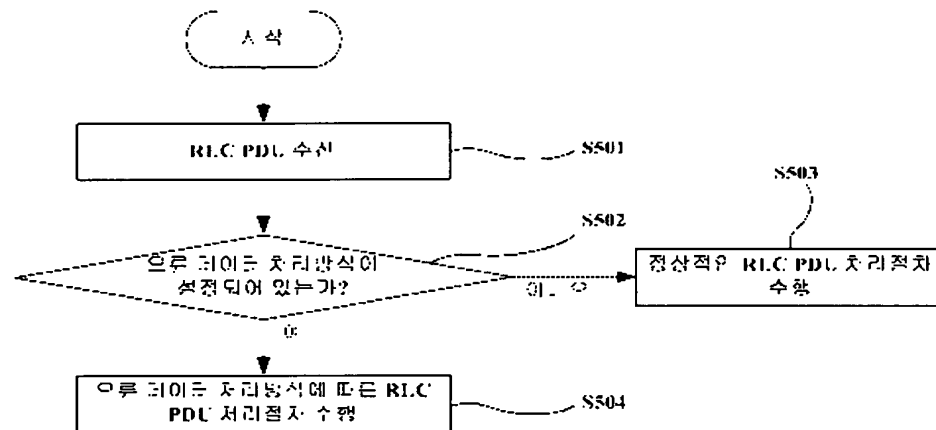 시작
RLC PDU 수신
S501
S503
S502
오류 데이터 처리방식이
설정되어 있는가?
정상적인 RLC PDU 처리절차
수행
아니오
예
오류 데이터 처리방식에 따른 RLC
PDU 처리절차 수행
S504